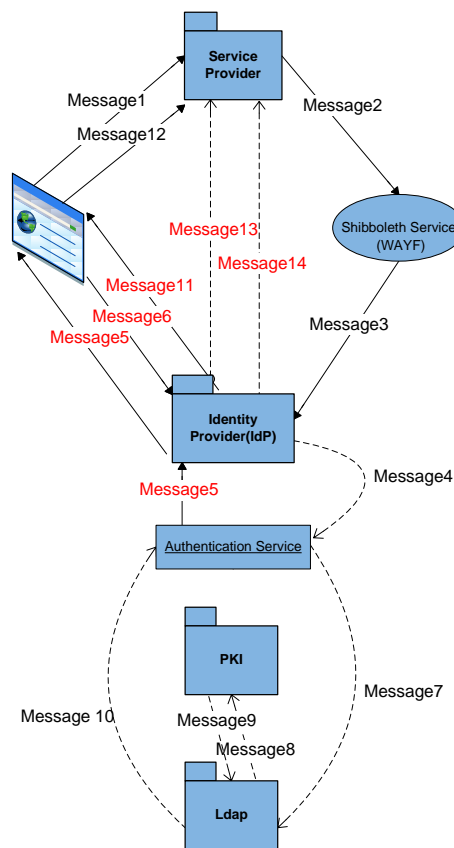 Service
Provider
Message1
Message2
Message12
Shibboleth Service
(WAYF)
Message13
Message14
Message11
Message6
Message5
Message3
Identity
Provider(IdP)
Message4
Message5
Authentication Service
PKI
Message7
Message 10
Message9
Message8
Ldap